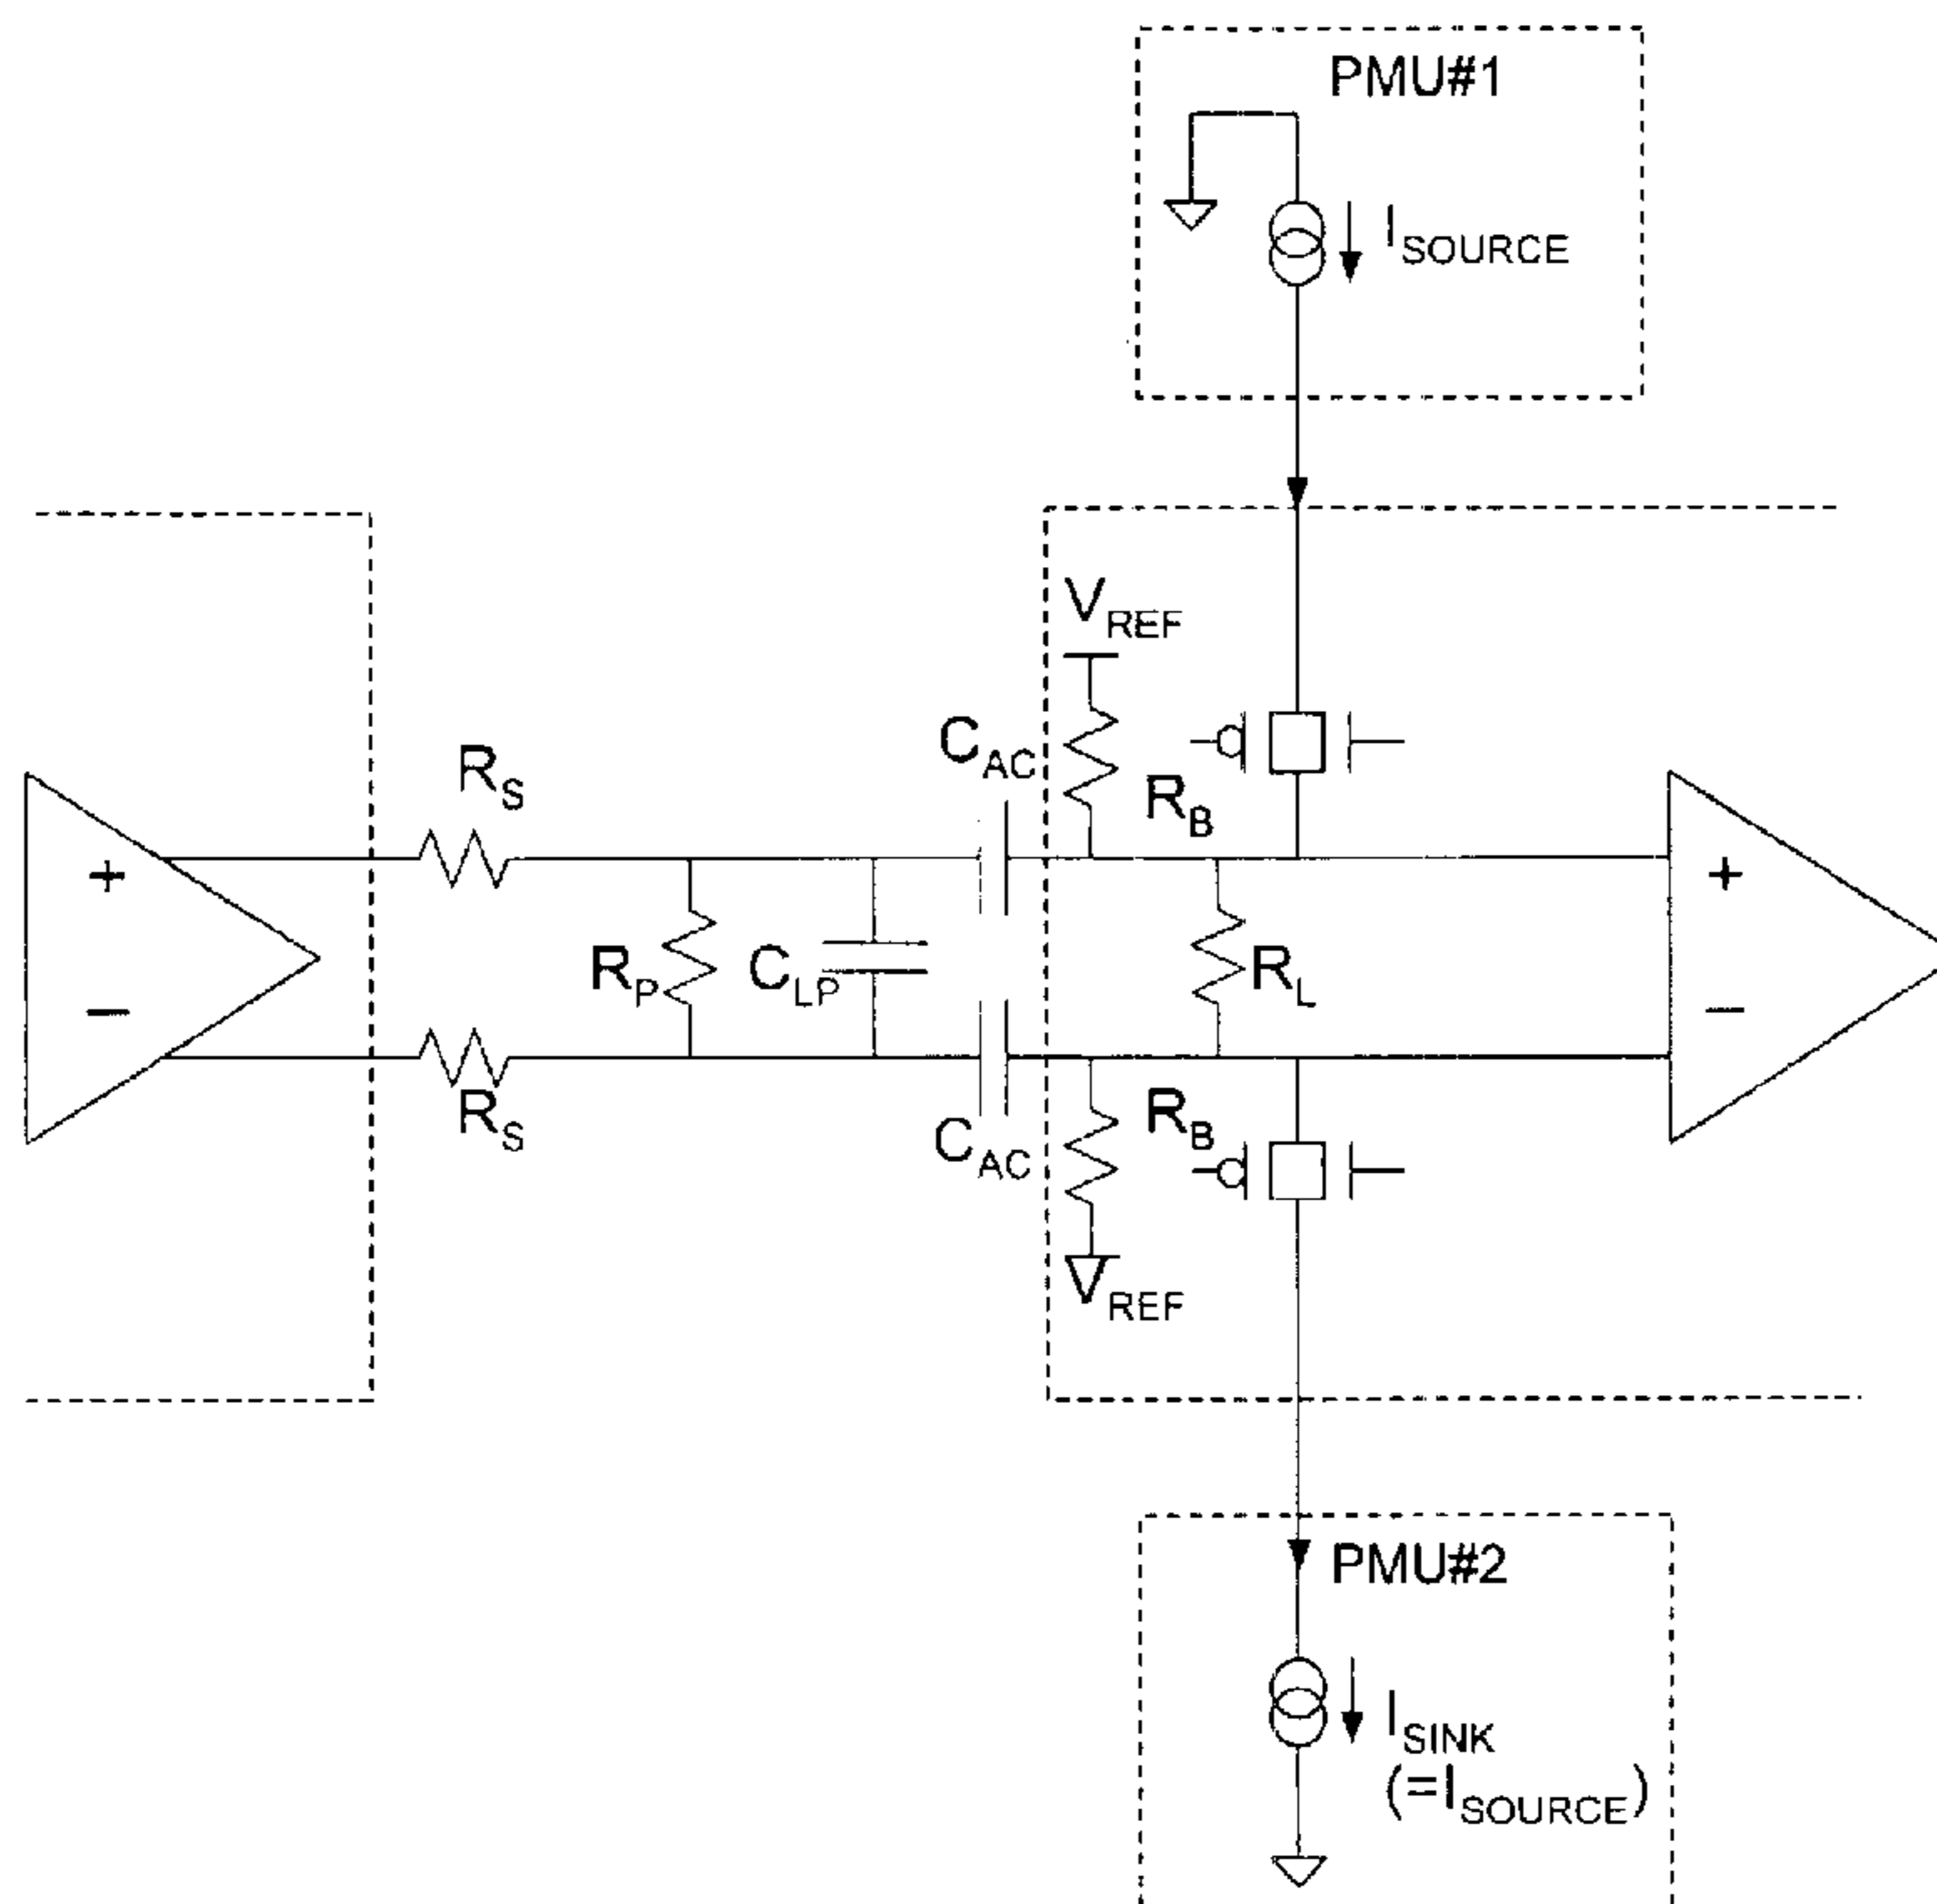 PMU#1
I_SOURCE
V_REF
C_AC
R_S
R_B
+
+
R_P
C_LP
R_L
−
−
R_S
C_AC
R_B
V_REF
PMU#2
I_SINK
(=I_SOURCE)